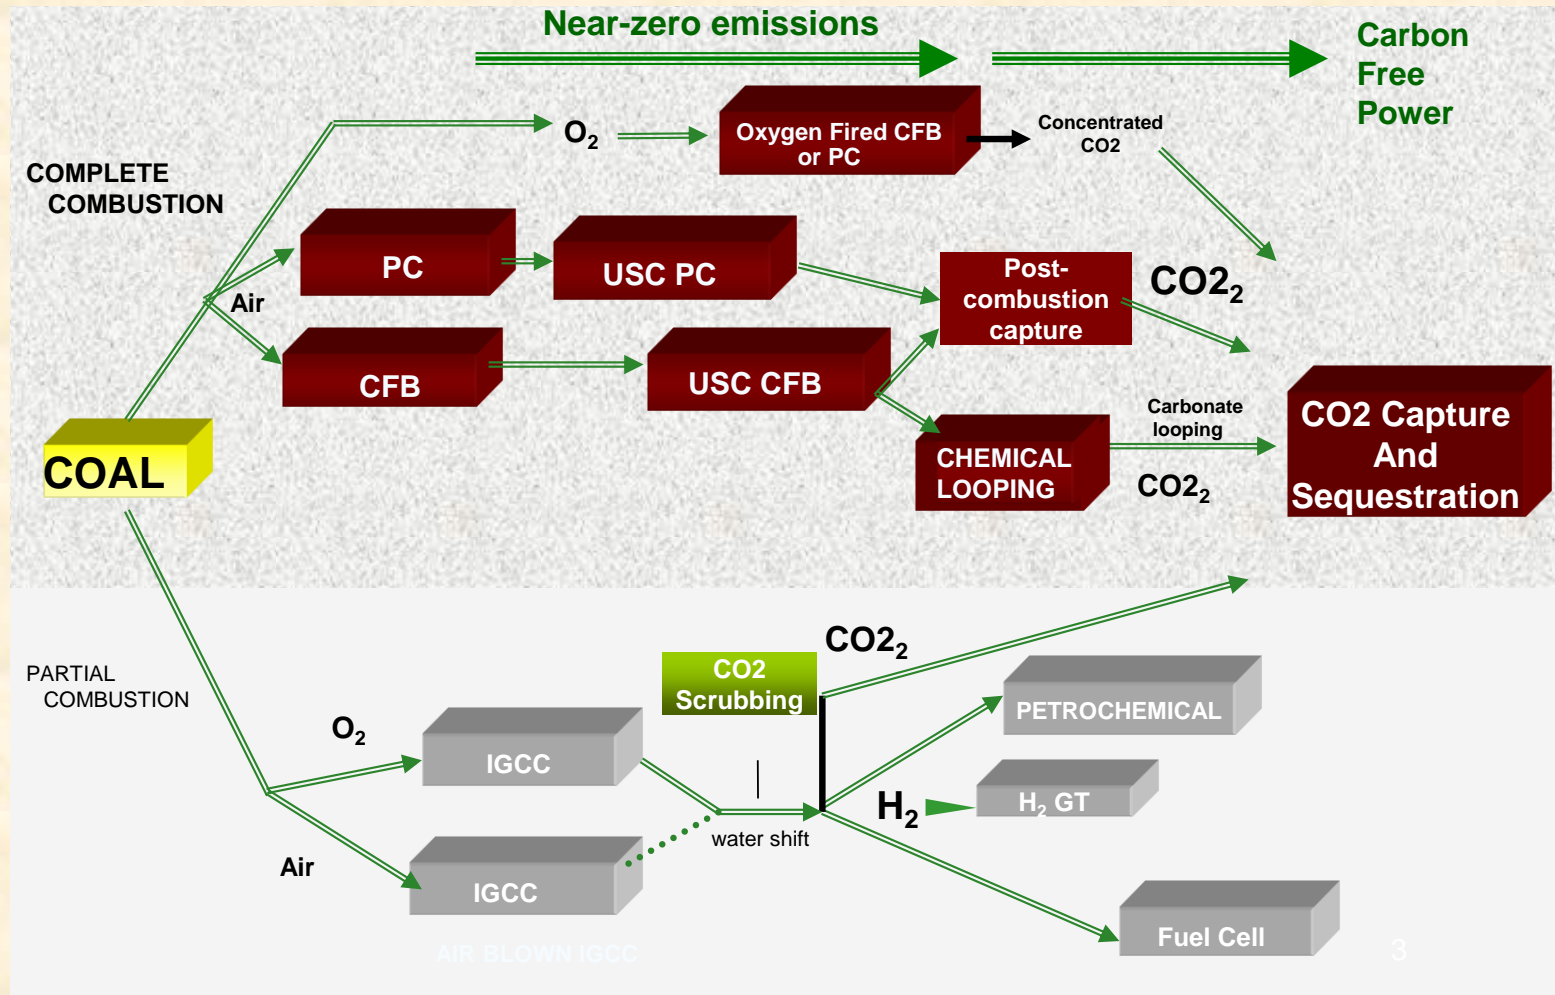 Near-zero emissions
Carbon
Free
Power
O₂
Oxygen Fired CFB
or PC
Concentrated
CO2
COMPLETE
COMBUSTION
PC
USC PC
Post-
combustion
capture
CO2₂
Air
CFB
USC CFB
Carbonate
looping
CO2 Capture
And
Sequestration
COAL
CHEMICAL
LOOPING
CO2₂
PARTIAL
COMBUSTION
CO2
Scrubbing
CO2₂
PETROCHEMICAL
O₂
IGCC
H₂
H₂ GT
water shift
Air
IGCC
Fuel Cell
AIR BLOWN IGCC
3